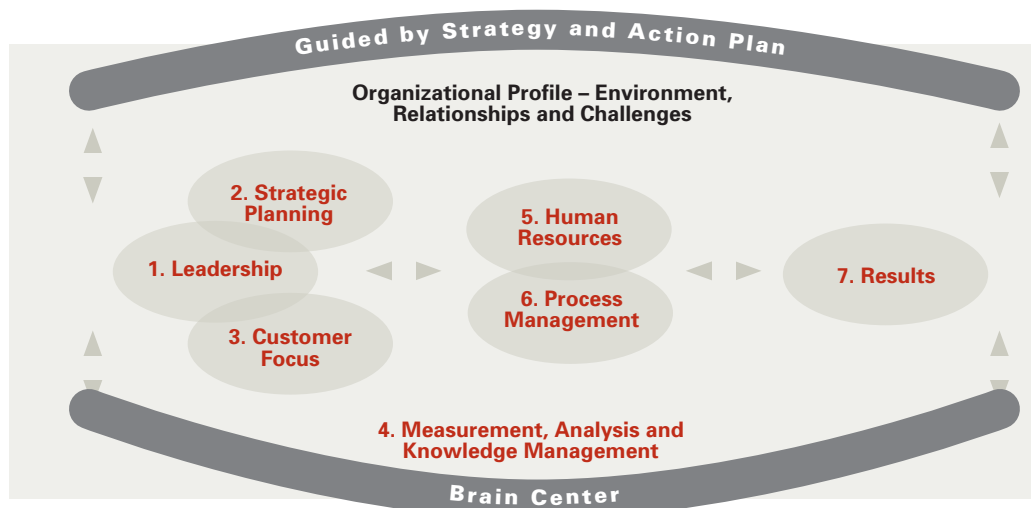 Guided by Strategy and Action Plan
Organizational Profile – Environment,
Relationships and Challenges
2. Strategic
Planning
1. Leadership
3. Customer
Focus
5. Human
Resources
6. Process
Management
7. Results
4. Measurement, Analysis and
Knowledge Management
Brain Center